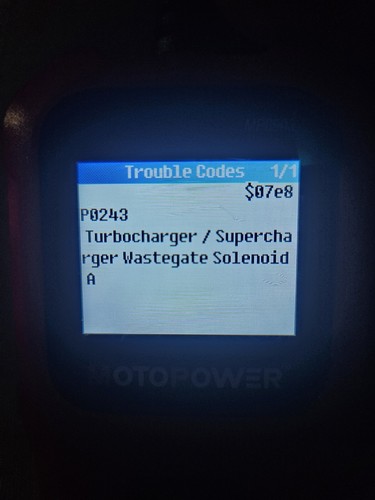 Trouble Codes 1/1
$07e8
P0243
Turbocharger / Supercha
rger Wastegate Solenoid
A
MOTOPOWER